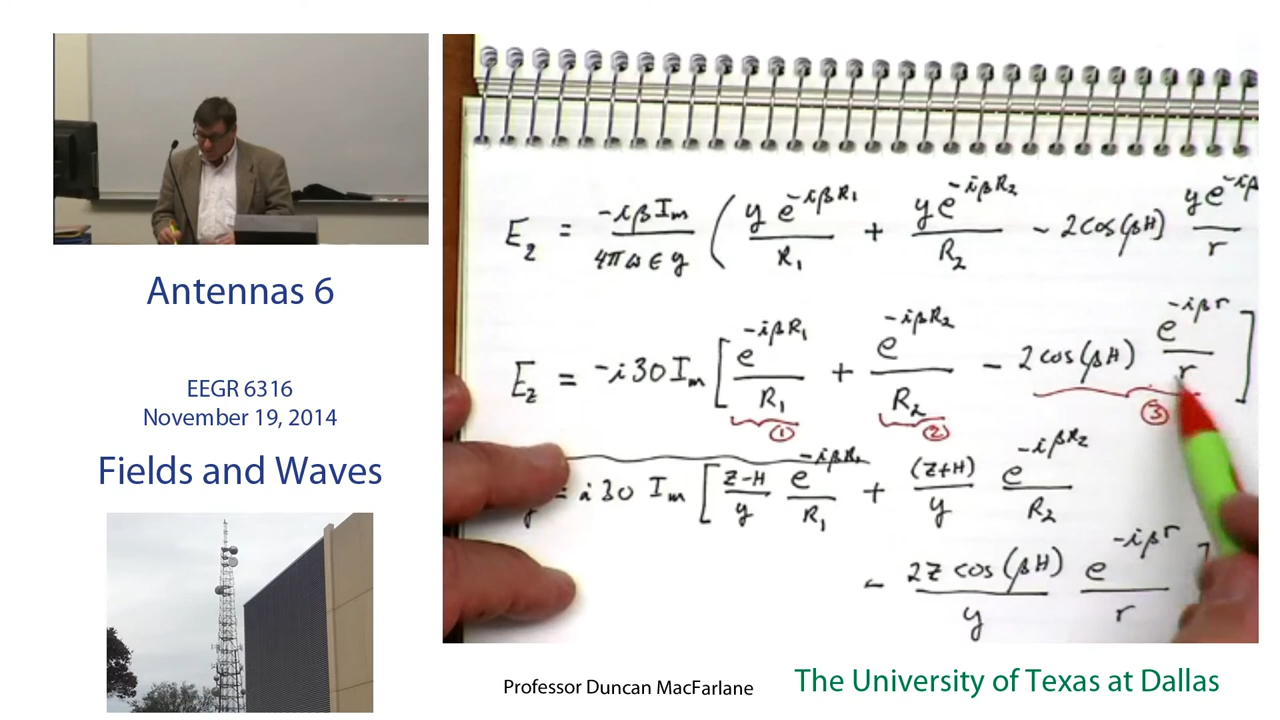 Antennas 6
EEGR 6316
November 19, 2014
Fields and Waves
E_z = -iβI_m / 4πωϵy ( y e^{-iβR_1} / R_1 + y e^{-iβR_2} / R_2 - 2cos(βH) y e^{-iβ / r
E_z = -i30 I_m [ e^{-iβR_1} / R_1 + e^{-iβR_2} / R_2 - 2cos(βH) e^{-iβr} / r ]
① ② ③
= i30 I_m [ z-H / y e^{-iβR_1} / R_1 + (z+H) / y e^{-iβR_2} / R_2
- 2z cos(βH) / y e^{-iβr} / r ]
Professor Duncan MacFarlane
The University of Texas at Dallas